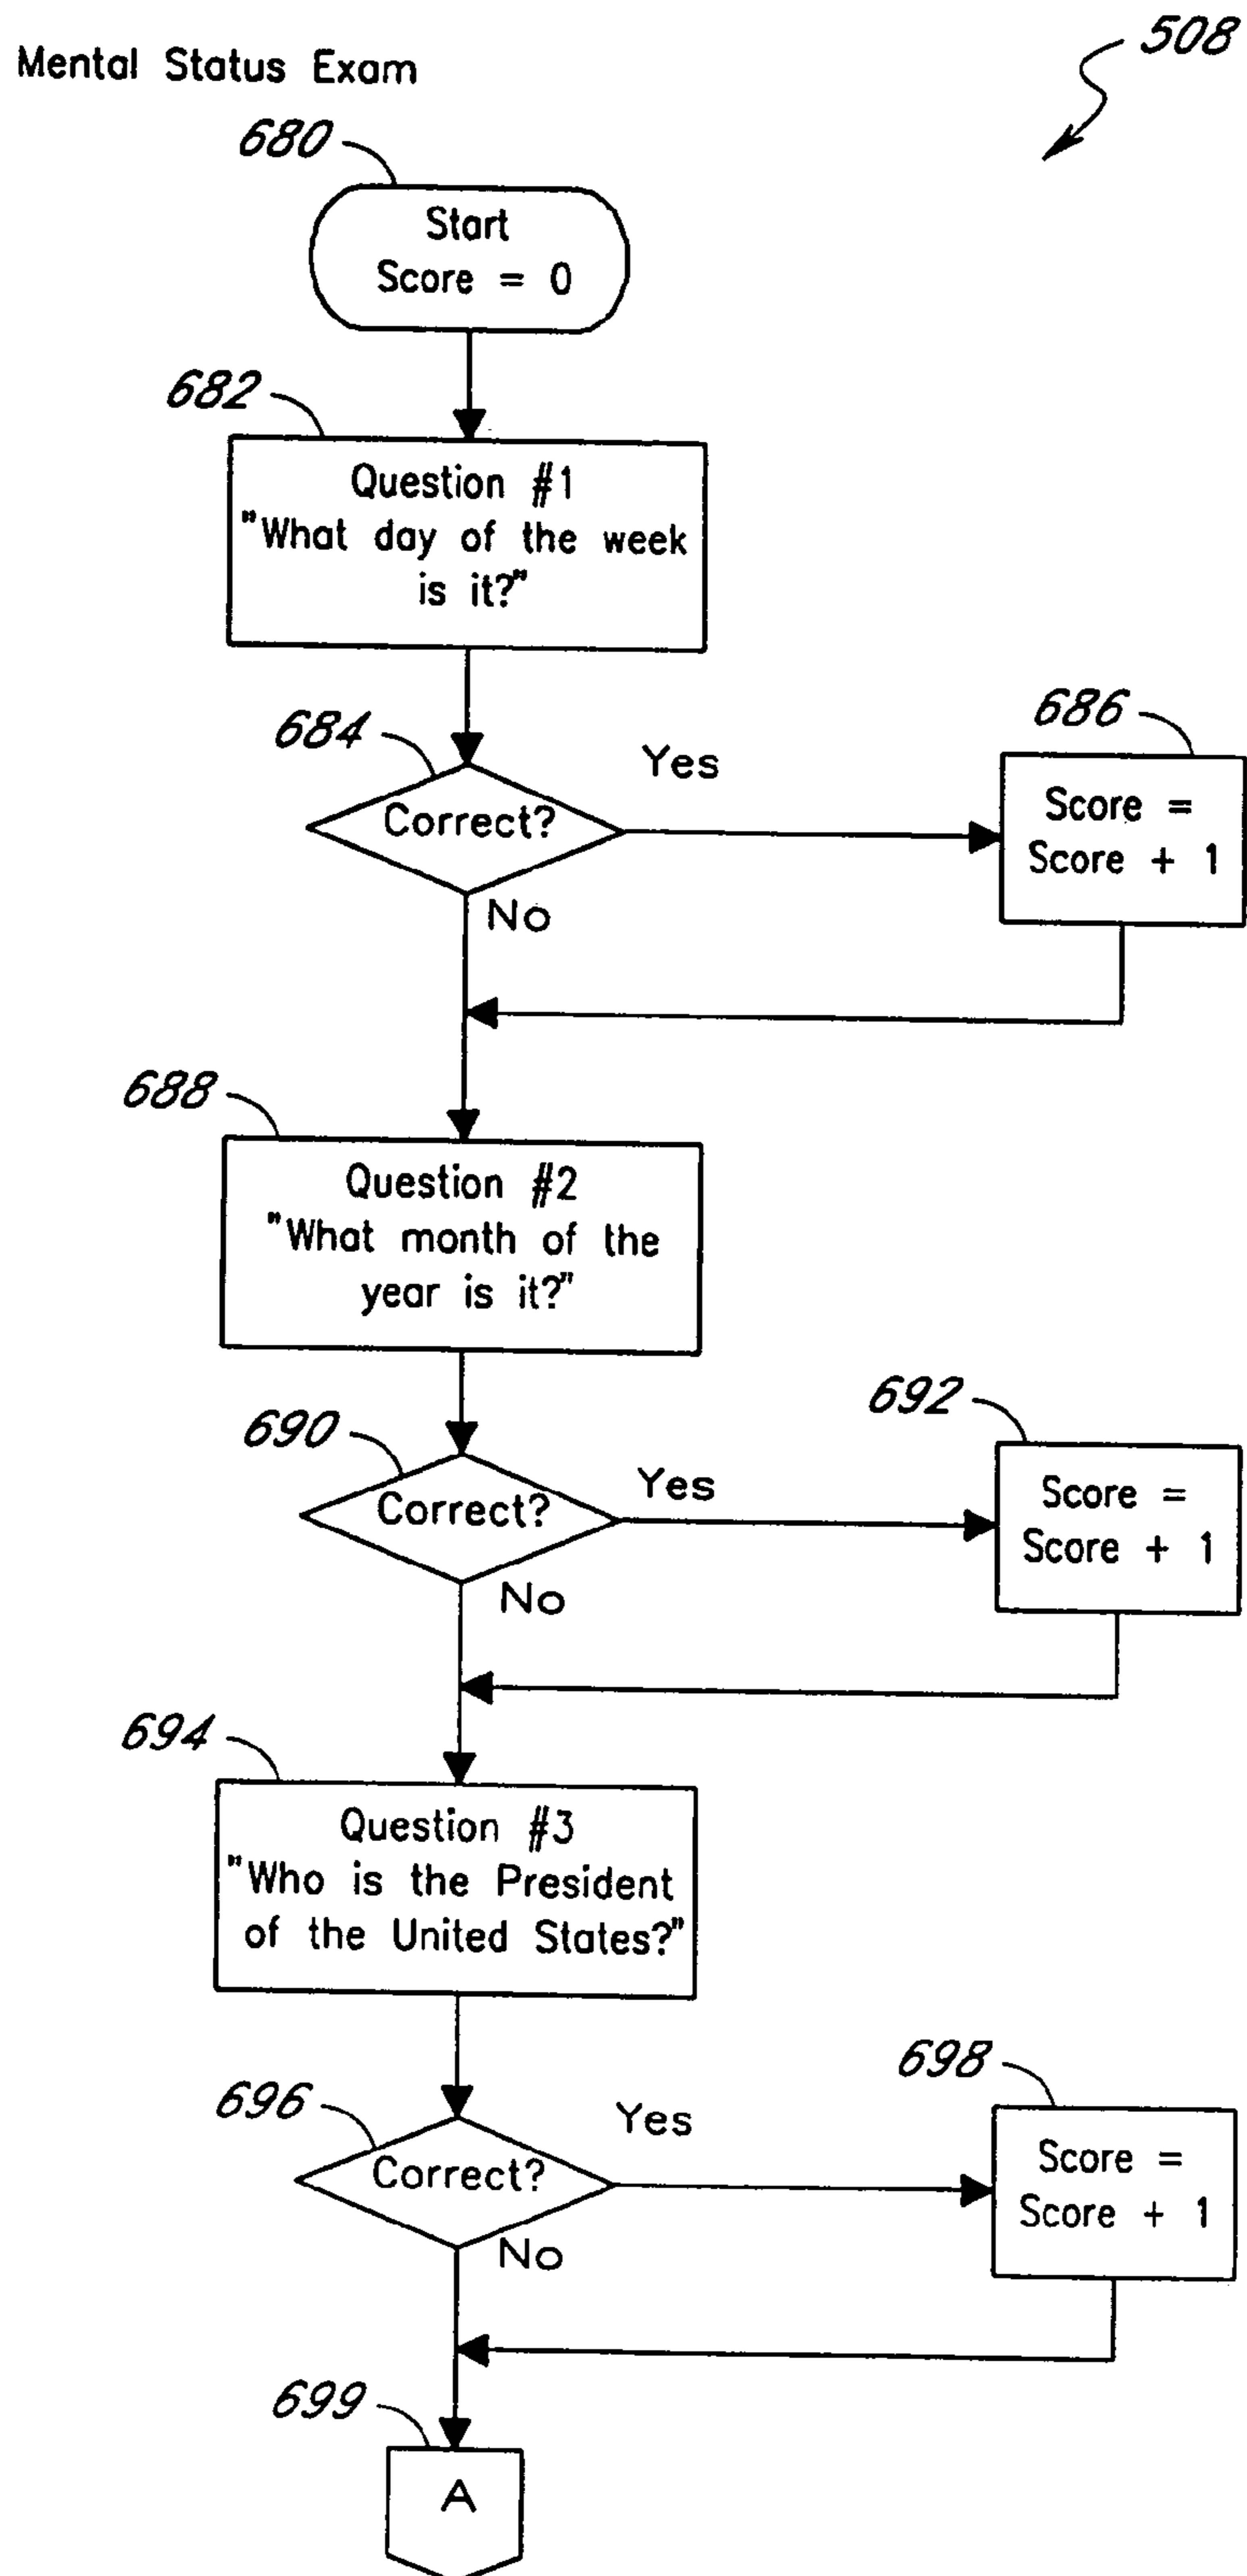 508
Mental Status Exam
680
Start
Score = 0
682
Question #1
"What day of the week
is it?"
684
Correct?
Yes
No
686
Score =
Score + 1
688
Question #2
"What month of the
year is it?"
690
Correct?
Yes
No
692
Score =
Score + 1
694
Question #3
"Who is the President
of the United States?"
696
Correct?
Yes
No
698
Score =
Score + 1
699
A